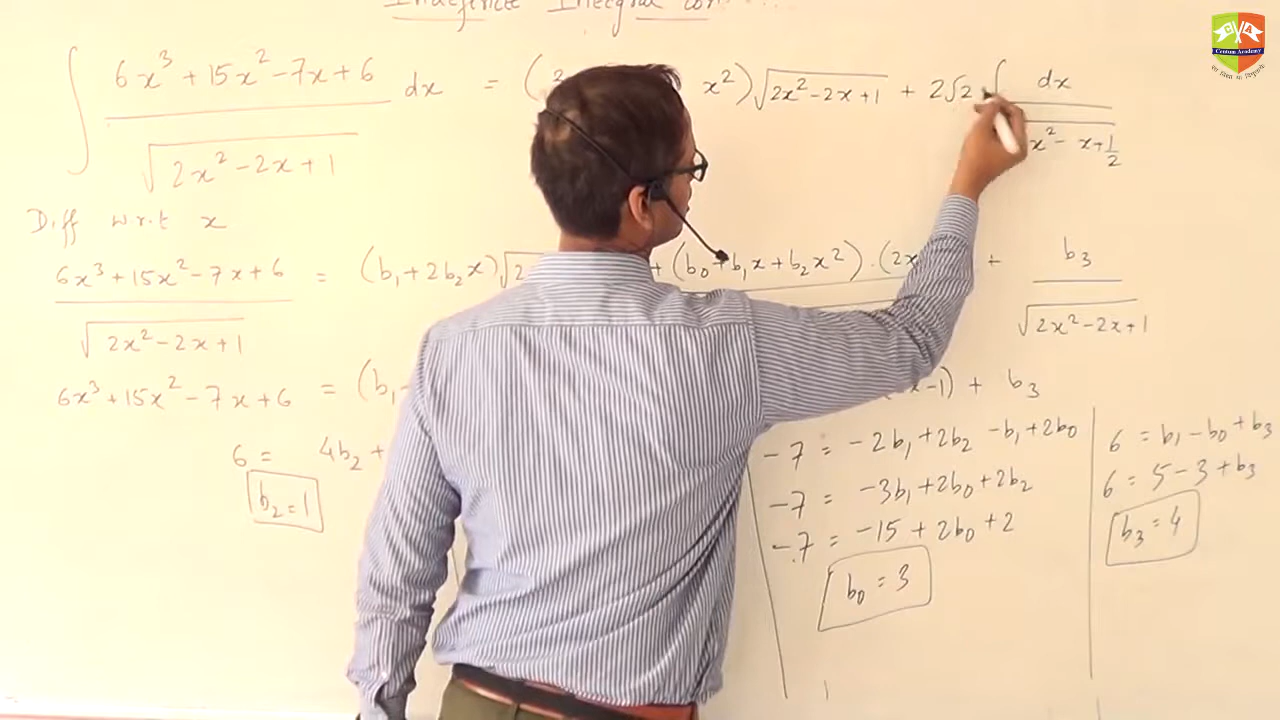 Indefinite Integral con...
∫ 6x³ + 15x² - 7x + 6 / √2x² - 2x + 1 dx = ( x²) √2x² - 2x + 1 + 2√2 ∫ dx / x² - x + 1/2
Diff w.r.t x
6x³ + 15x² - 7x + 6 / √2x² - 2x + 1 = (b₁ + 2b₂x) √2 + (b₀ + b₁x + b₂x²) . (2x + b₃ / √2x² - 2x + 1
6x³ + 15x² - 7x + 6 = (b₁ -1) + b₃
6 = 4b₂ +
b₂ = 1
-7 = -2b₁ + 2b₂ - b₁ + 2b₀
-7 = -3b₁ + 2b₀ + 2b₂
-7 = -15 + 2b₀ + 2
b₀ = 3
6 = b₁ - b₀ + b₃
6 = 5 - 3 + b₃
b₃ = 4
Centum Academy